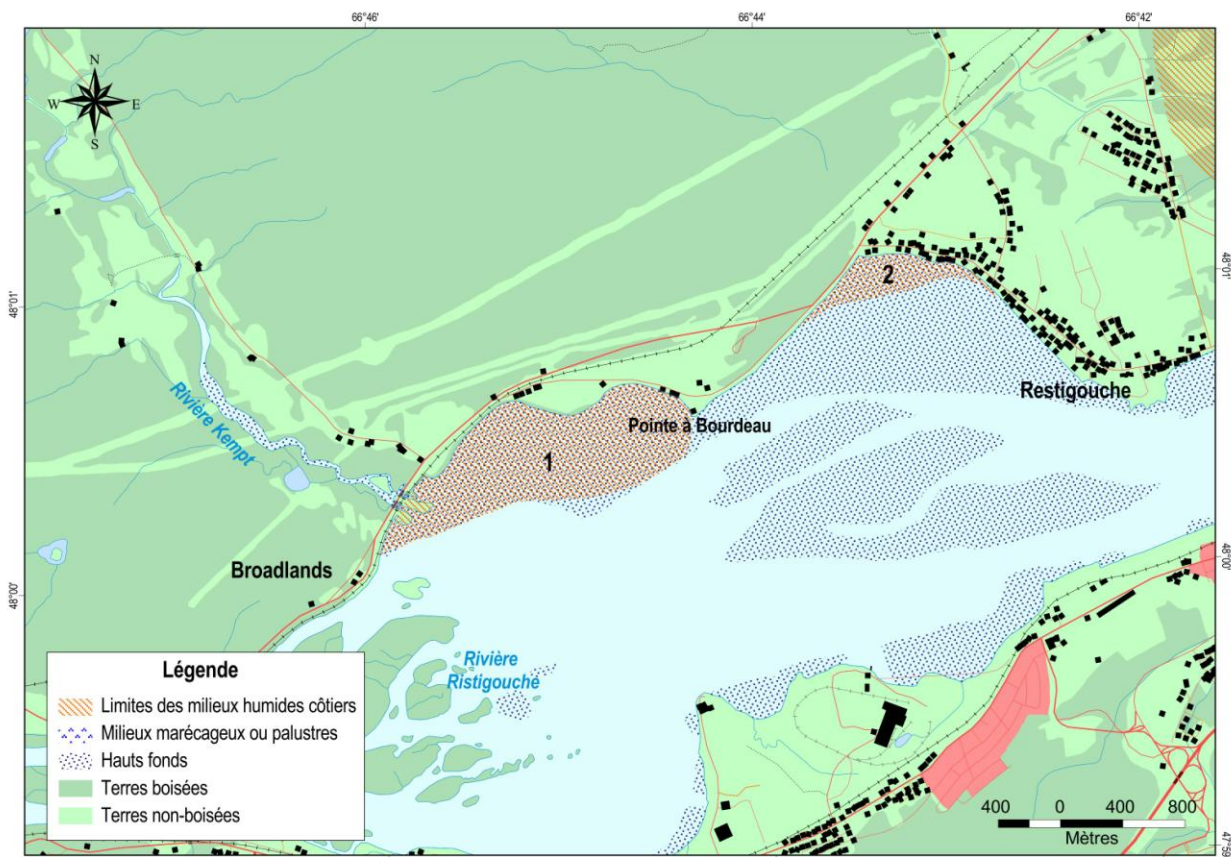 66°46'
66°44'
66°42'
N
W
E
S
48°01'
48°01'
2
Rivière Kempt
Restigouche
Pointe à Bourdeau
1
Broadlands
48°00'
48°00'
Rivière
Ristigouche
Légende
Limites des milieux humides côtiers
Milieux marécageux ou palustres
Hauts fonds
Terres boisées
Terres non-boisées
400
0
400
800
Mètres
47°59'